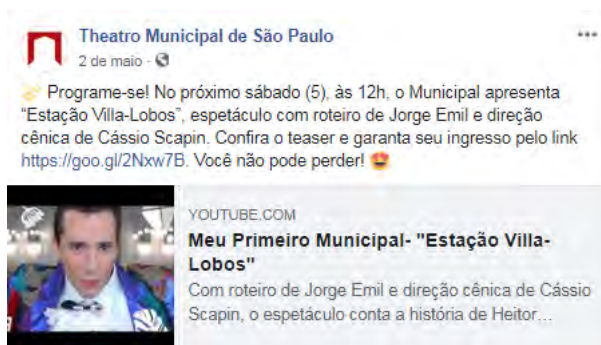 Theatro Municipal de São Paulo
2 de maio ·
Programe-se! No próximo sábado (5), às 12h, o Municipal apresenta
“Estação Villa-Lobos”, espetáculo com roteiro de Jorge Emil e direção
cênica de Cássio Scapin. Confira o teaser e garanta seu ingresso pelo link
https://goo.gl/2Nxw7B. Você não pode perder!
YOUTUBE.COM
Meu Primeiro Municipal- "Estação Villa-
Lobos"
Com roteiro de Jorge Emil e direção cênica de Cássio
Scapin, o espetáculo conta a história de Heitor...